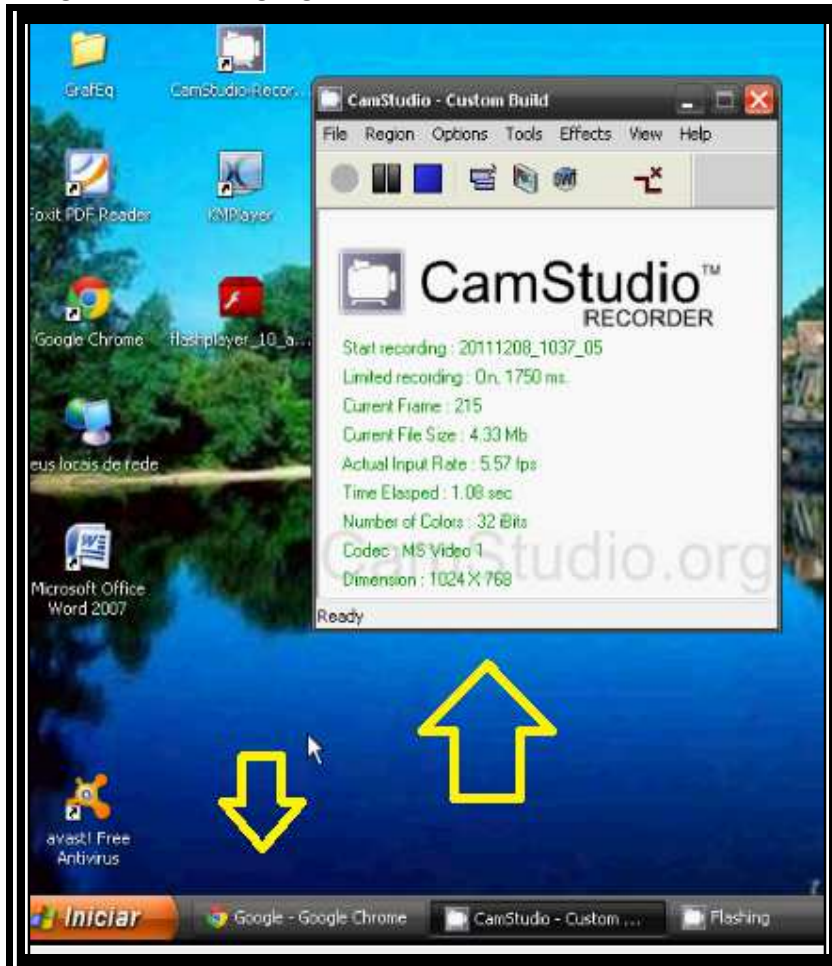 GrafEq
CamStudio Recor...
Foxit PDF Reader
KMPlayer
Google Chrome
flashplayer_10_a...
eus locais de rede
Microsoft Office
Word 2007
avast! Free
Antivirus
CamStudio - Custom Build
File Region Options Tools Effects View Help
SWF
CamStudio™
RECORDER
Start recording : 20111208_1037_05
Limited recording : On, 1750 ms.
Current Frame : 215
Current File Size : 4.33 Mb
Actual Input Rate : 5.57 fps
Time Elasped : 1.08 sec
Number of Colors : 32 Bits
Codec : MS Video 1
Dimension : 1024 X 768
CamStudio.org
Ready
Iniciar
Google - Google Chrome
CamStudio - Custom ...
Flashing